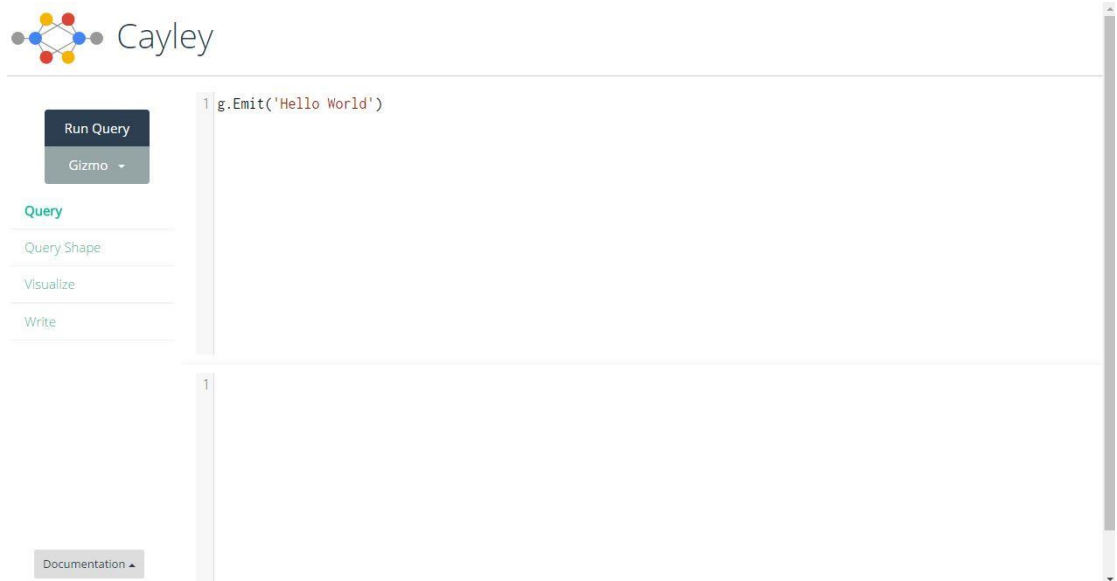 Cayley
Run Query
Gizmo
Query
Query Shape
Visualize
Write
Documentation
1 g.Emit('Hello World')
1